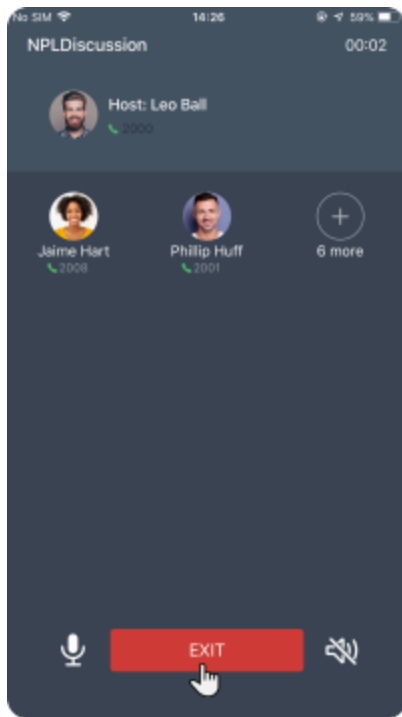 No SIM 14:26 59%
NPLDiscussion 00:02
Host: Leo Ball
2000
Jaime Hart Phillip Huff 6 more
2008 2001
EXIT